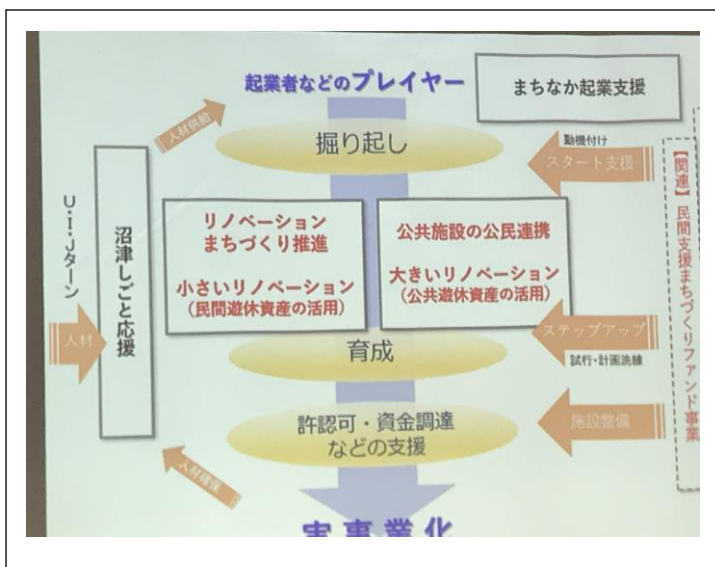 起業者などのプレイヤー
まちなか起業支援
人材供給
掘り起し
動機付け
スタート支援
【関連】民間支援まちづくりファンド事業
U・I・Jターン
沼津しごと応援
リノベーション
まちづくり推進
小さいリノベーション
(民間遊休資産の活用)
公共施設の公民連携
大きいリノベーション
(公共遊休資産の活用)
人材
ステップアップ
育成
試行・計画洗練
許認可・資金調達
などの支援
施設整備
人材確保
実事業化